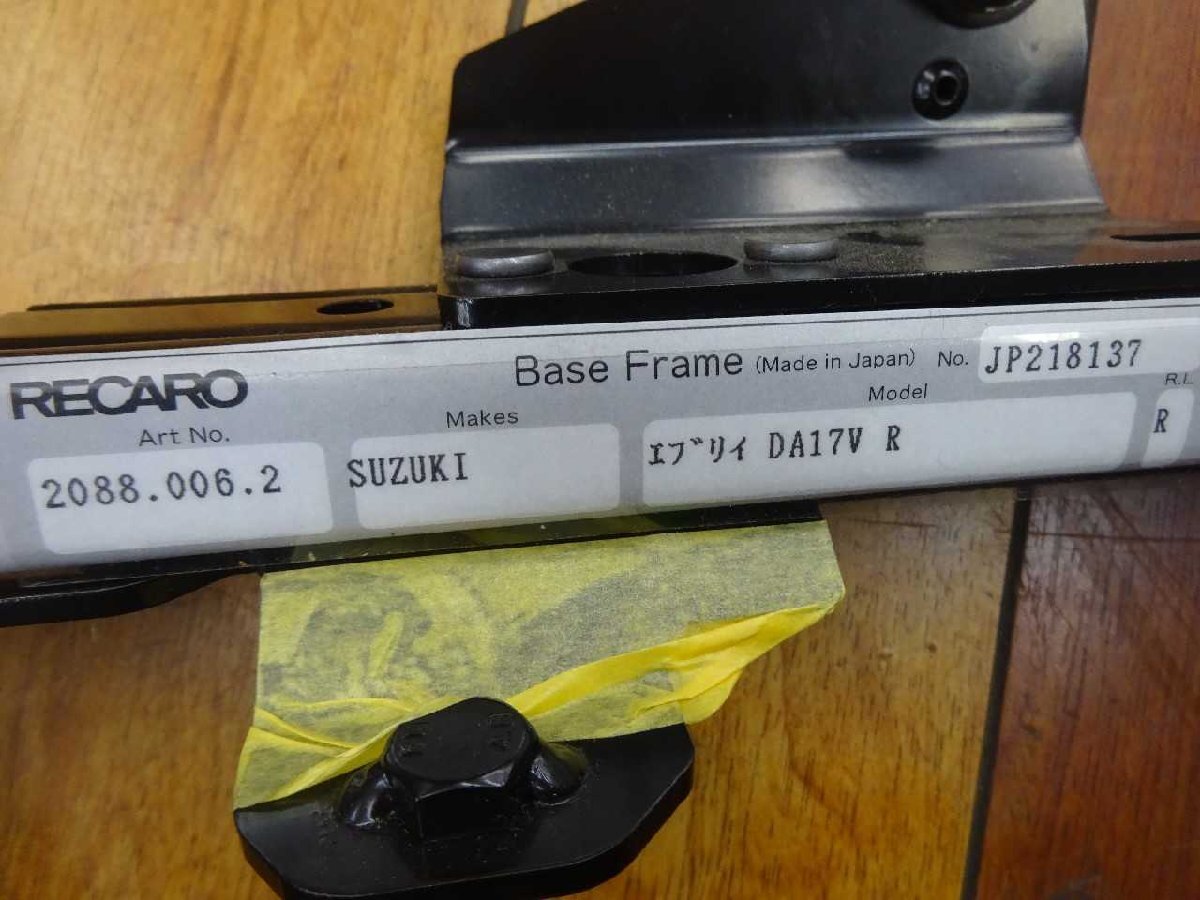 RECARO
Base Frame (Made in Japan) No. JP218137
Art No. Makes Model R.L
2088.006.2 SUZUKI ｴﾌﾞﾘｨ DA17V R R